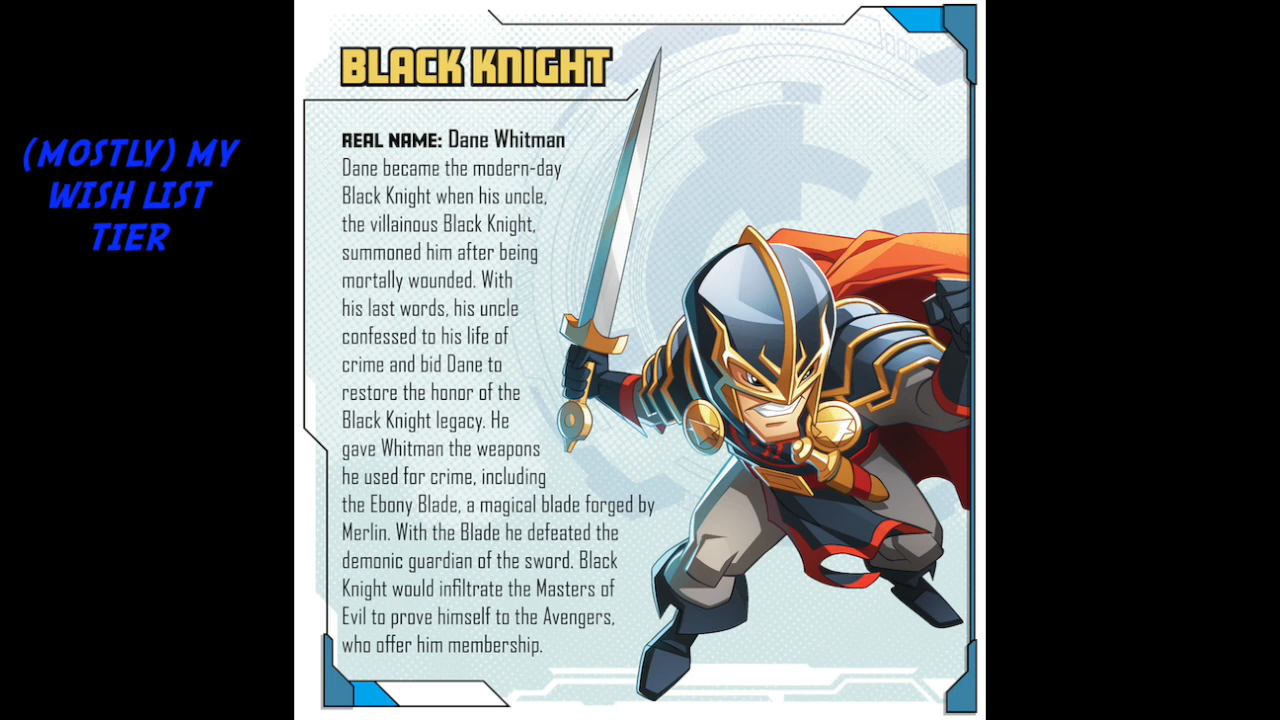 (MOSTLY) MY
WISH LIST
TIER
BLACK KNIGHT
REAL NAME: Dane Whitman
Dane became the modern-day
Black Knight when his uncle,
the villainous Black Knight,
summoned him after being
mortally wounded. With
his last words, his uncle
confessed to his life of
crime and bid Dane to
restore the honor of the
Black Knight legacy. He
gave Whitman the weapons
he used for crime, including
the Ebony Blade, a magical blade forged by
Merlin. With the Blade he defeated the
demonic guardian of the sword. Black
Knight would infiltrate the Masters of
Evil to prove himself to the Avengers,
who offer him membership.